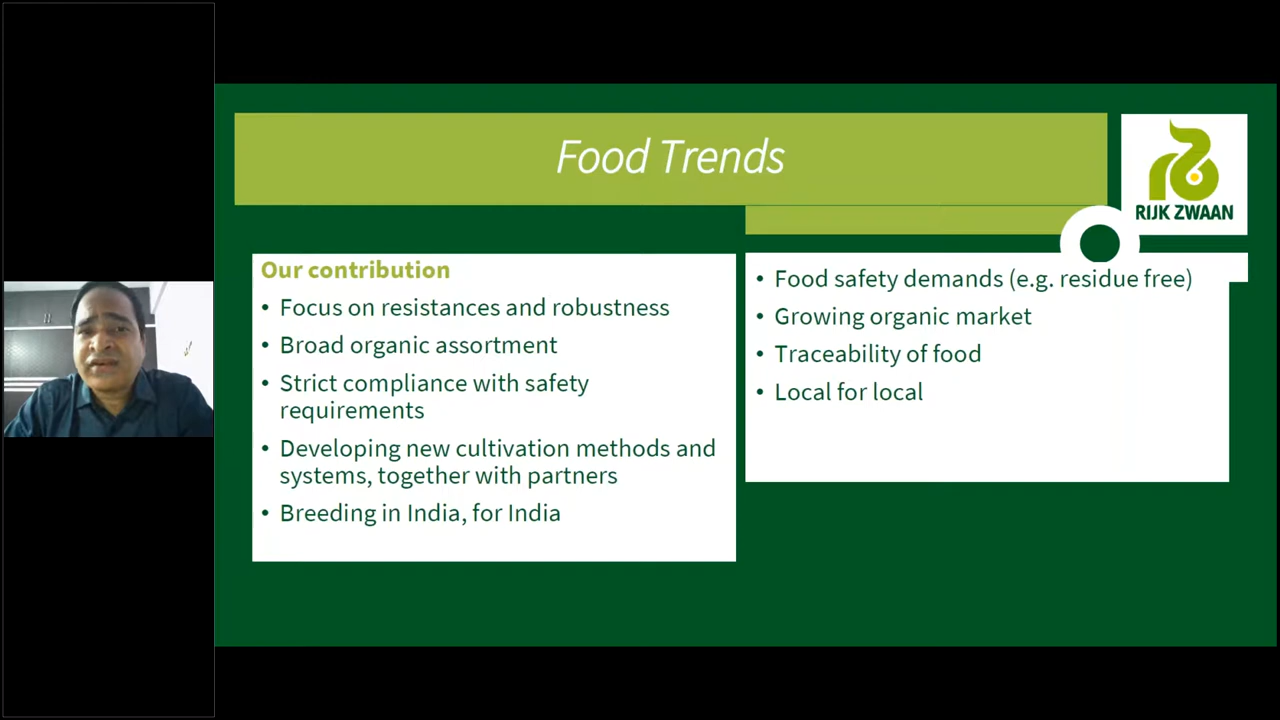 Food Trends
RIJK ZWAAN
Our contribution
• Focus on resistances and robustness
• Broad organic assortment
• Strict compliance with safety
requirements
• Developing new cultivation methods and
systems, together with partners
• Breeding in India, for India
• Food safety demands (e.g. residue free)
• Growing organic market
• Traceability of food
• Local for local